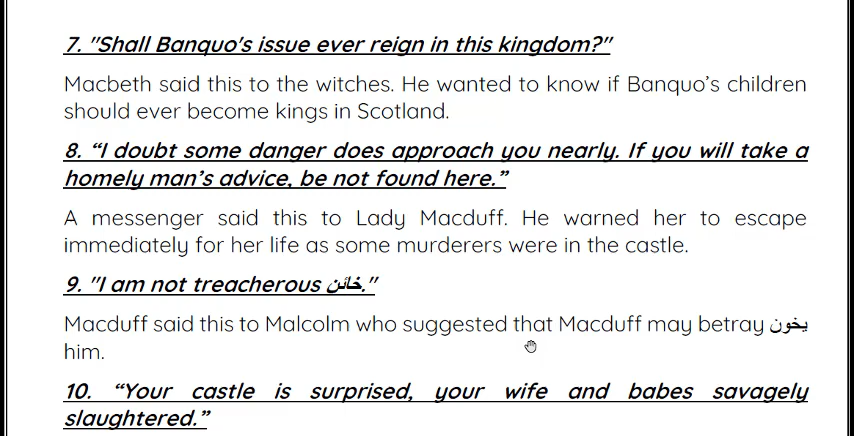 7. "Shall Banquo's issue ever reign in this kingdom?"
Macbeth said this to the witches. He wanted to know if Banquo’s children
should ever become kings in Scotland.
8. “I doubt some danger does approach you nearly. If you will take a
homely man’s advice, be not found here.”
A messenger said this to Lady Macduff. He warned her to escape
immediately for her life as some murderers were in the castle.
9. "I am not treacherous خائن."
Macduff said this to Malcolm who suggested that Macduff may betray يخون
him.
10. “Your castle is surprised, your wife and babes savagely
slaughtered.”